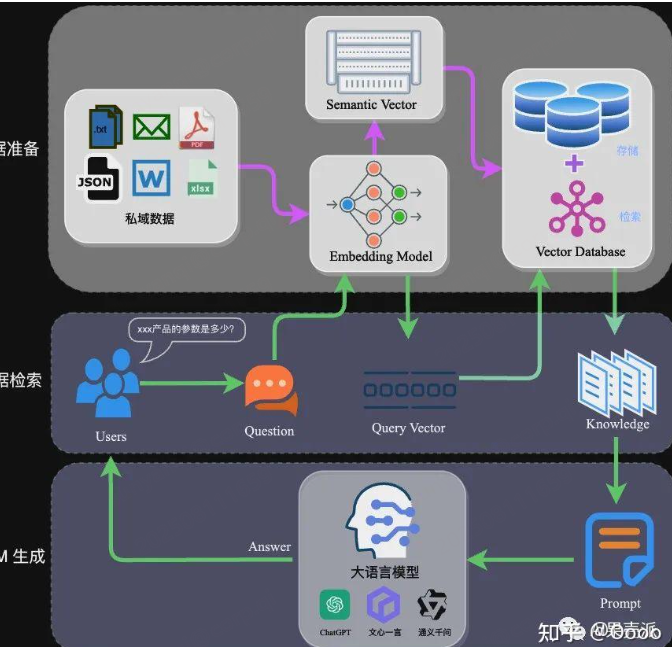 据准备
.txt
PDF
JSON
W
xlsx
私域数据
Semantic Vector
Embedding Model
存储
检索
Vector Database
据检索
xxx产品的参数是多少?
Users
Question
Query Vector
Knowledge
M 生成
Answer
大语言模型
ChatGPT
文心一言
通义千问
Prompt
知乎